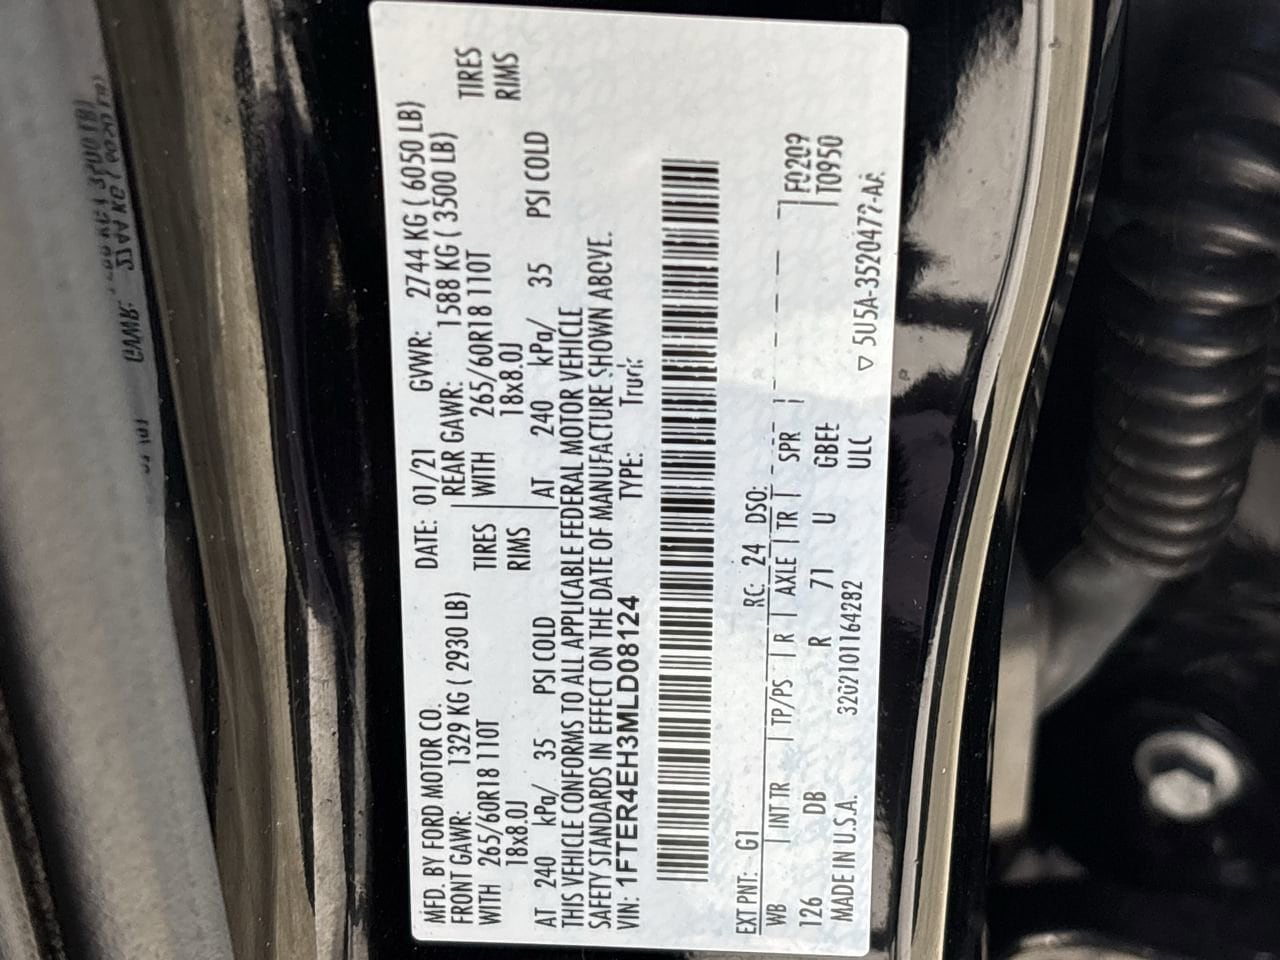 MFD. BY FORD MOTOR CO. DATE: 01/21 GVWR: 2744 KG ( 6050 LB)
FRONT GAWR: 1329 KG ( 2930 LB) REAR GAWR: 1588 KG ( 3500 LB)
WITH 265/60R18 110T TIRES WITH 265/60R18 110T TIRES
18x8.0J RIMS 18x8.0J RIMS
AT 240 kPa/ 35 PSI COLD AT 240 kPa/ 35 PSI COLD
THIS VEHICLE CONFORMS TO ALL APPLICABLE FEDERAL MOTOR VEHICLE
SAFETY STANDARDS IN EFFECT ON THE DATE OF MANUFACTURE SHOWN ABOVE.
VIN: 1FTER4EH3MLD08124 TYPE: Truck
EXT PNT: G1 RC: 24 DSO:
WB INT TR TP/PS R AXLE TR SPR F0209
126 DB R 71 U T0950
MADE IN U.S.A. 3202101164282 ULC 5U5A-3520472-AA